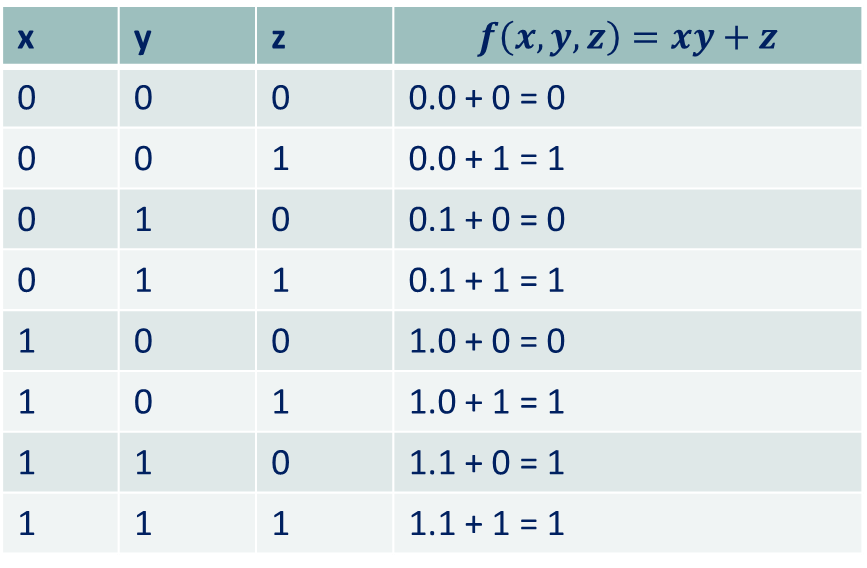 x y z f(x, y, z) = xy + z
0 0 0 0.0 + 0 = 0
0 0 1 0.0 + 1 = 1
0 1 0 0.1 + 0 = 0
0 1 1 0.1 + 1 = 1
1 0 0 1.0 + 0 = 0
1 0 1 1.0 + 1 = 1
1 1 0 1.1 + 0 = 1
1 1 1 1.1 + 1 = 1